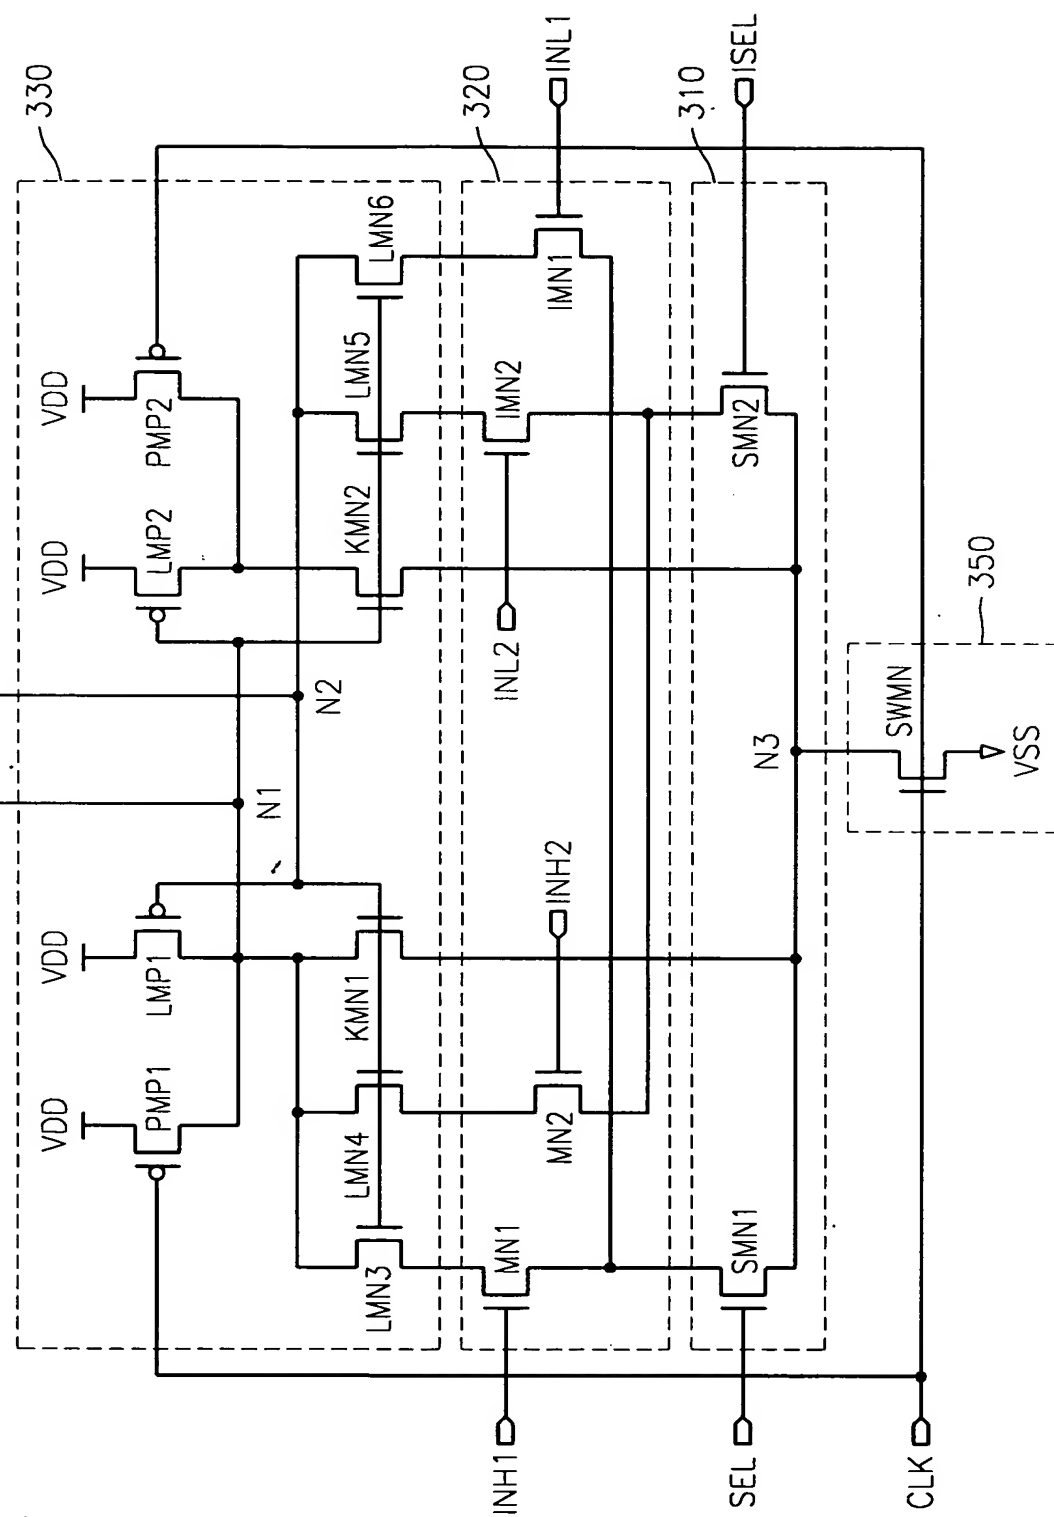 330
320
310
INL1
ISEL
VDD
VDD
VDD
VDD
PMP1
LMP1
LMP2
PMP2
N1
N2
LMN3
LMN4
KMN1
KMN2
LMN5
LMN6
INH1
MN1
MN2
INH2
INL2
IMN2
IMN1
SEL
SMN1
N3
SMN2
CLK
SWMN
350
VSS